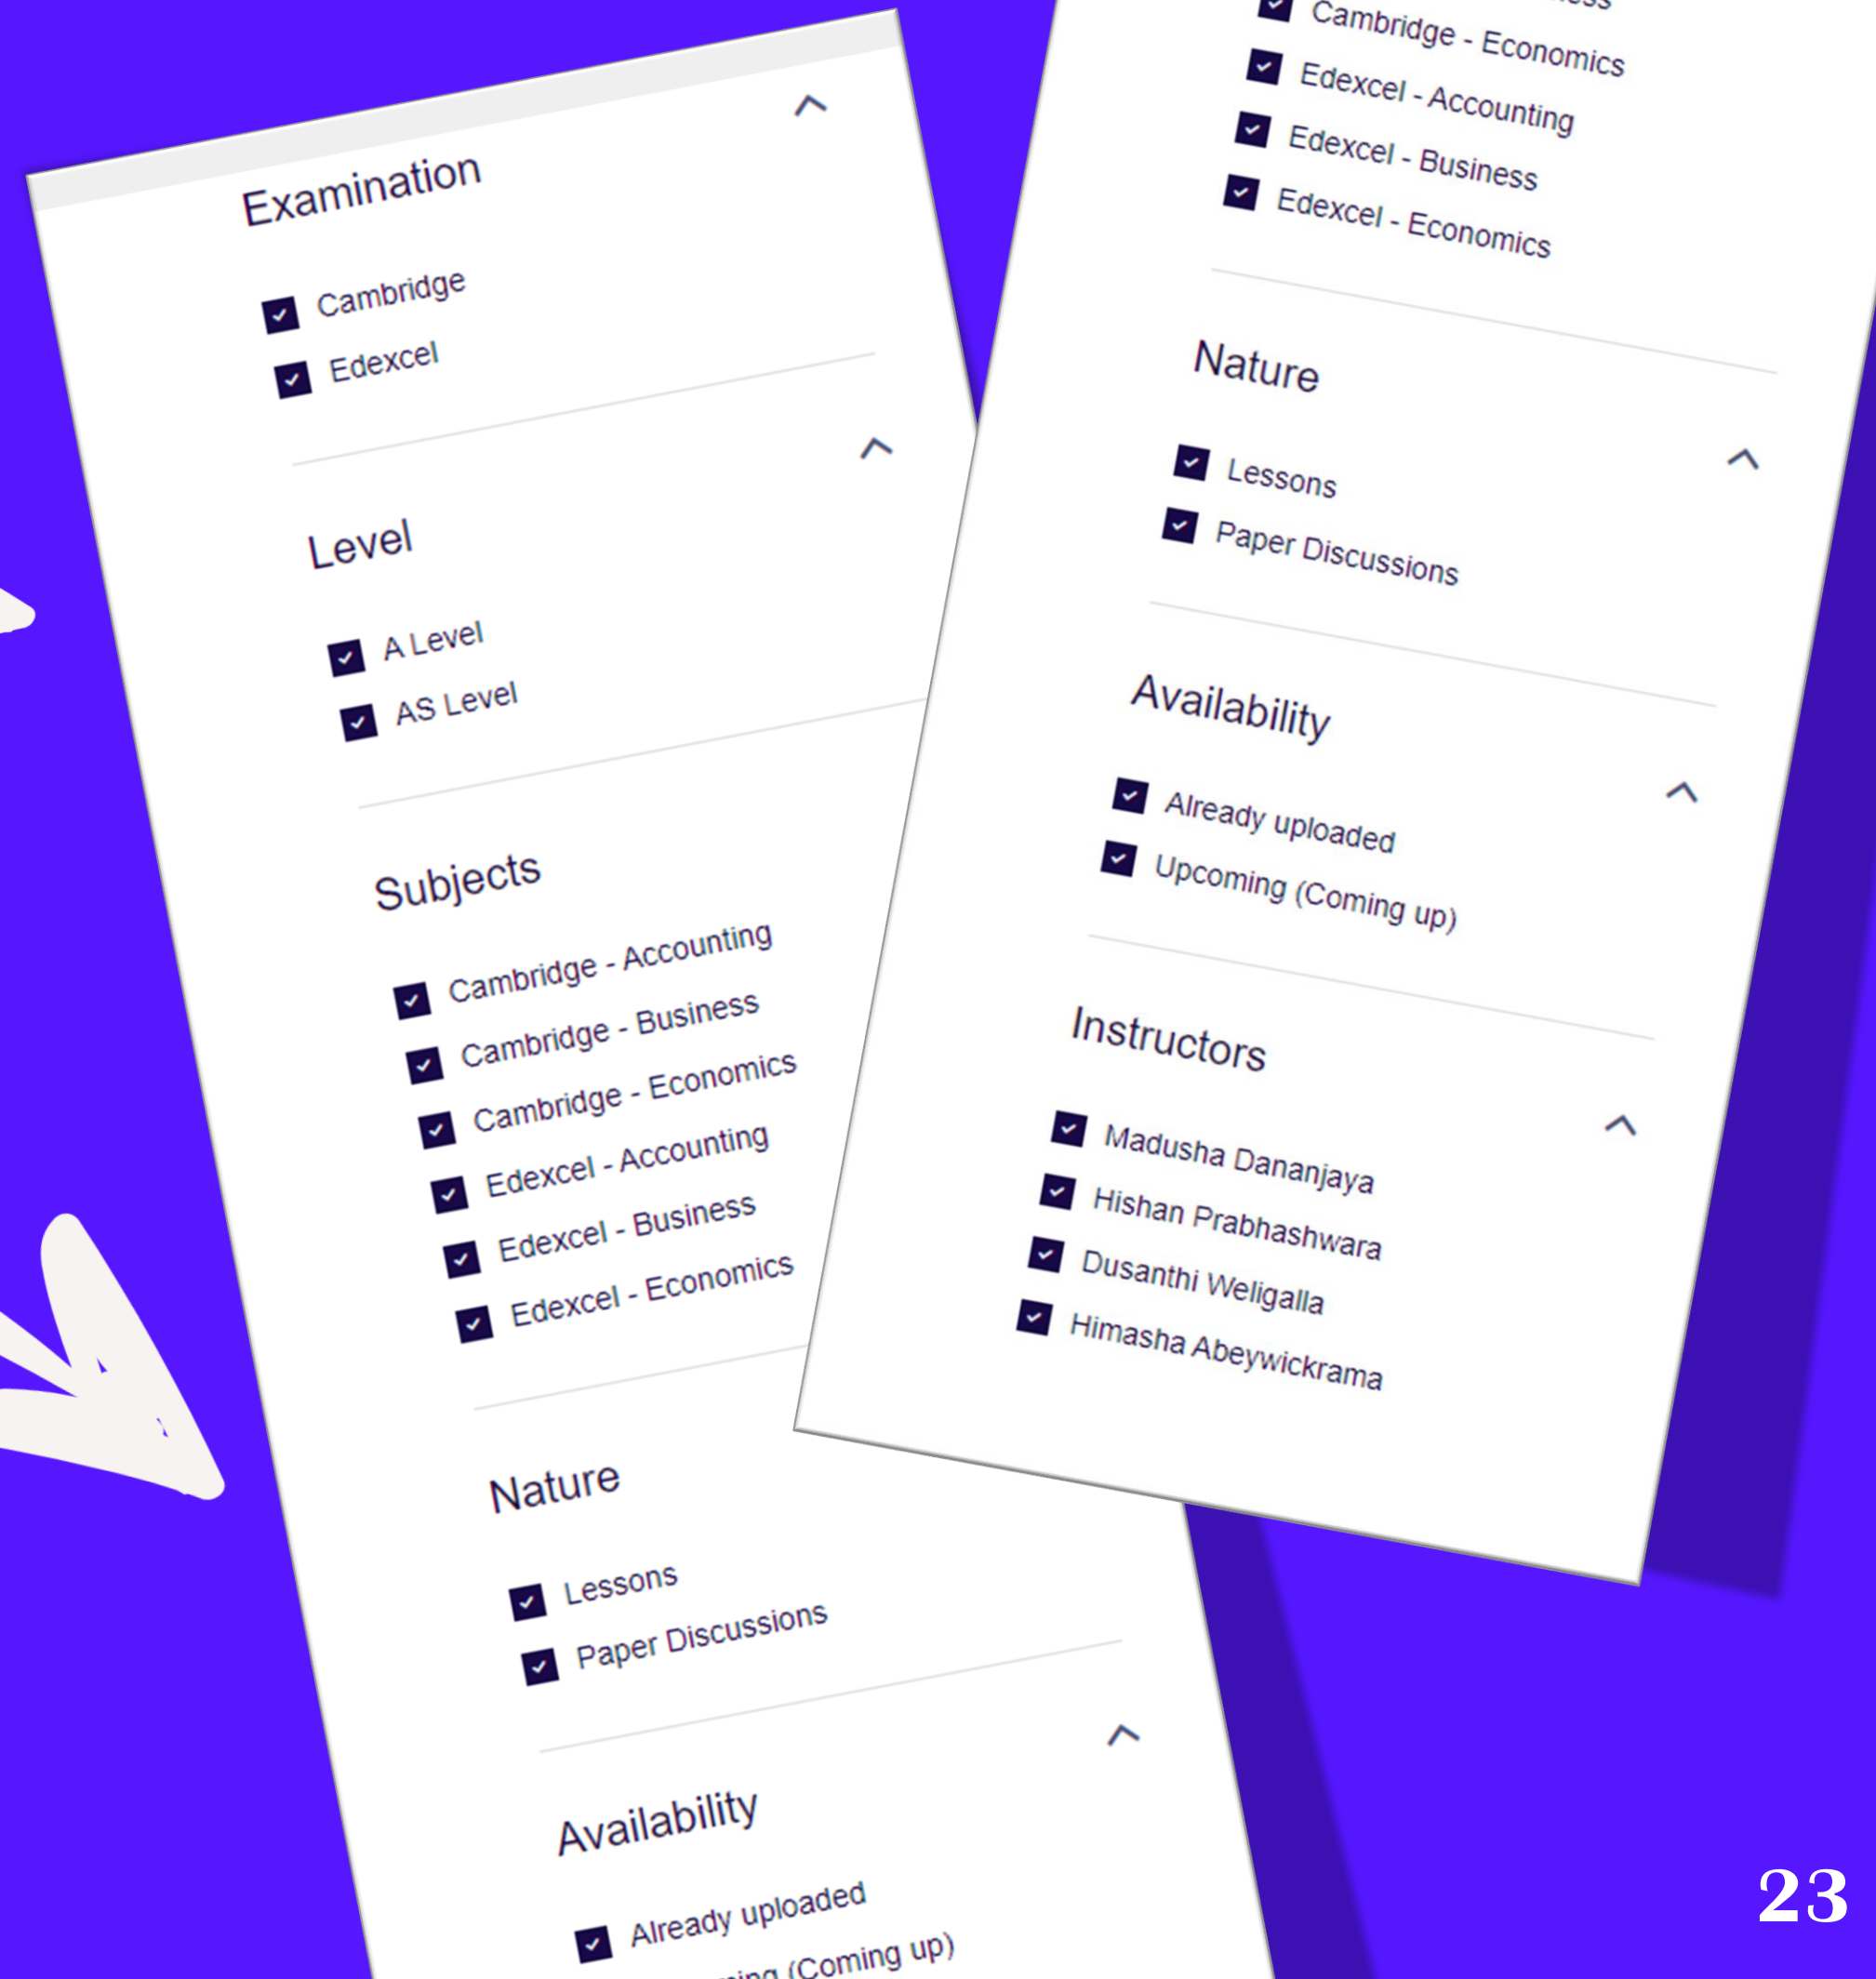 Examination
Cambridge
Edexcel
Level
A Level
AS Level
Subjects
Cambridge - Accounting
Cambridge - Business
Cambridge - Economics
Edexcel - Accounting
Edexcel - Business
Edexcel - Economics
Nature
Lessons
Paper Discussions
Availability
Already uploaded
(Coming up)
Cambridge - Economics
Edexcel - Accounting
Edexcel - Business
Edexcel - Economics
Nature
Lessons
Paper Discussions
Availability
Already uploaded
Upcoming (Coming up)
Instructors
Madusha Dananjaya
Hishan Prabhashwara
Dusanthi Weligalla
Himasha Abeywickrama
23